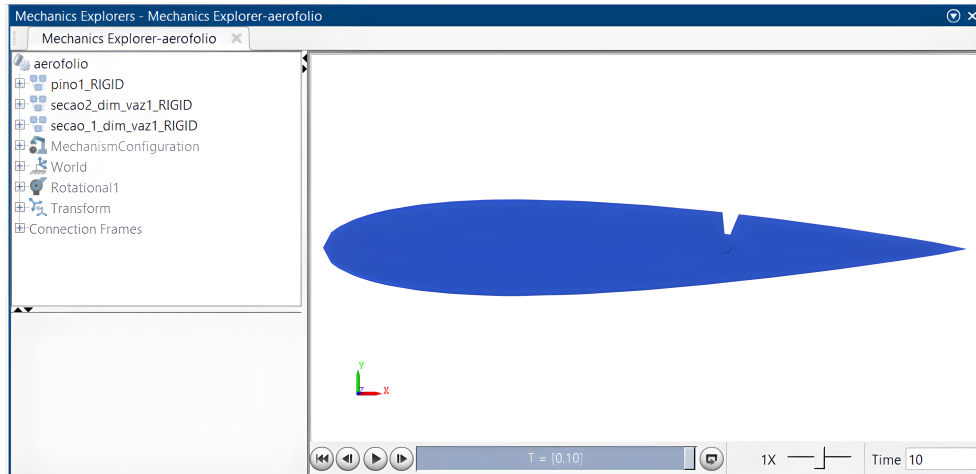 Mechanics Explorers - Mechanics Explorer-aerofolio
Mechanics Explorer-aerofolio
aerofolio
pino1_RIGID
secao2_dim_vaz1_RIGID
secao_1_dim_vaz1_RIGID
MechanismConfiguration
World
Rotational1
Transform
Connection Frames
Y
Z
X
T = [0,10]
1X
Time 10